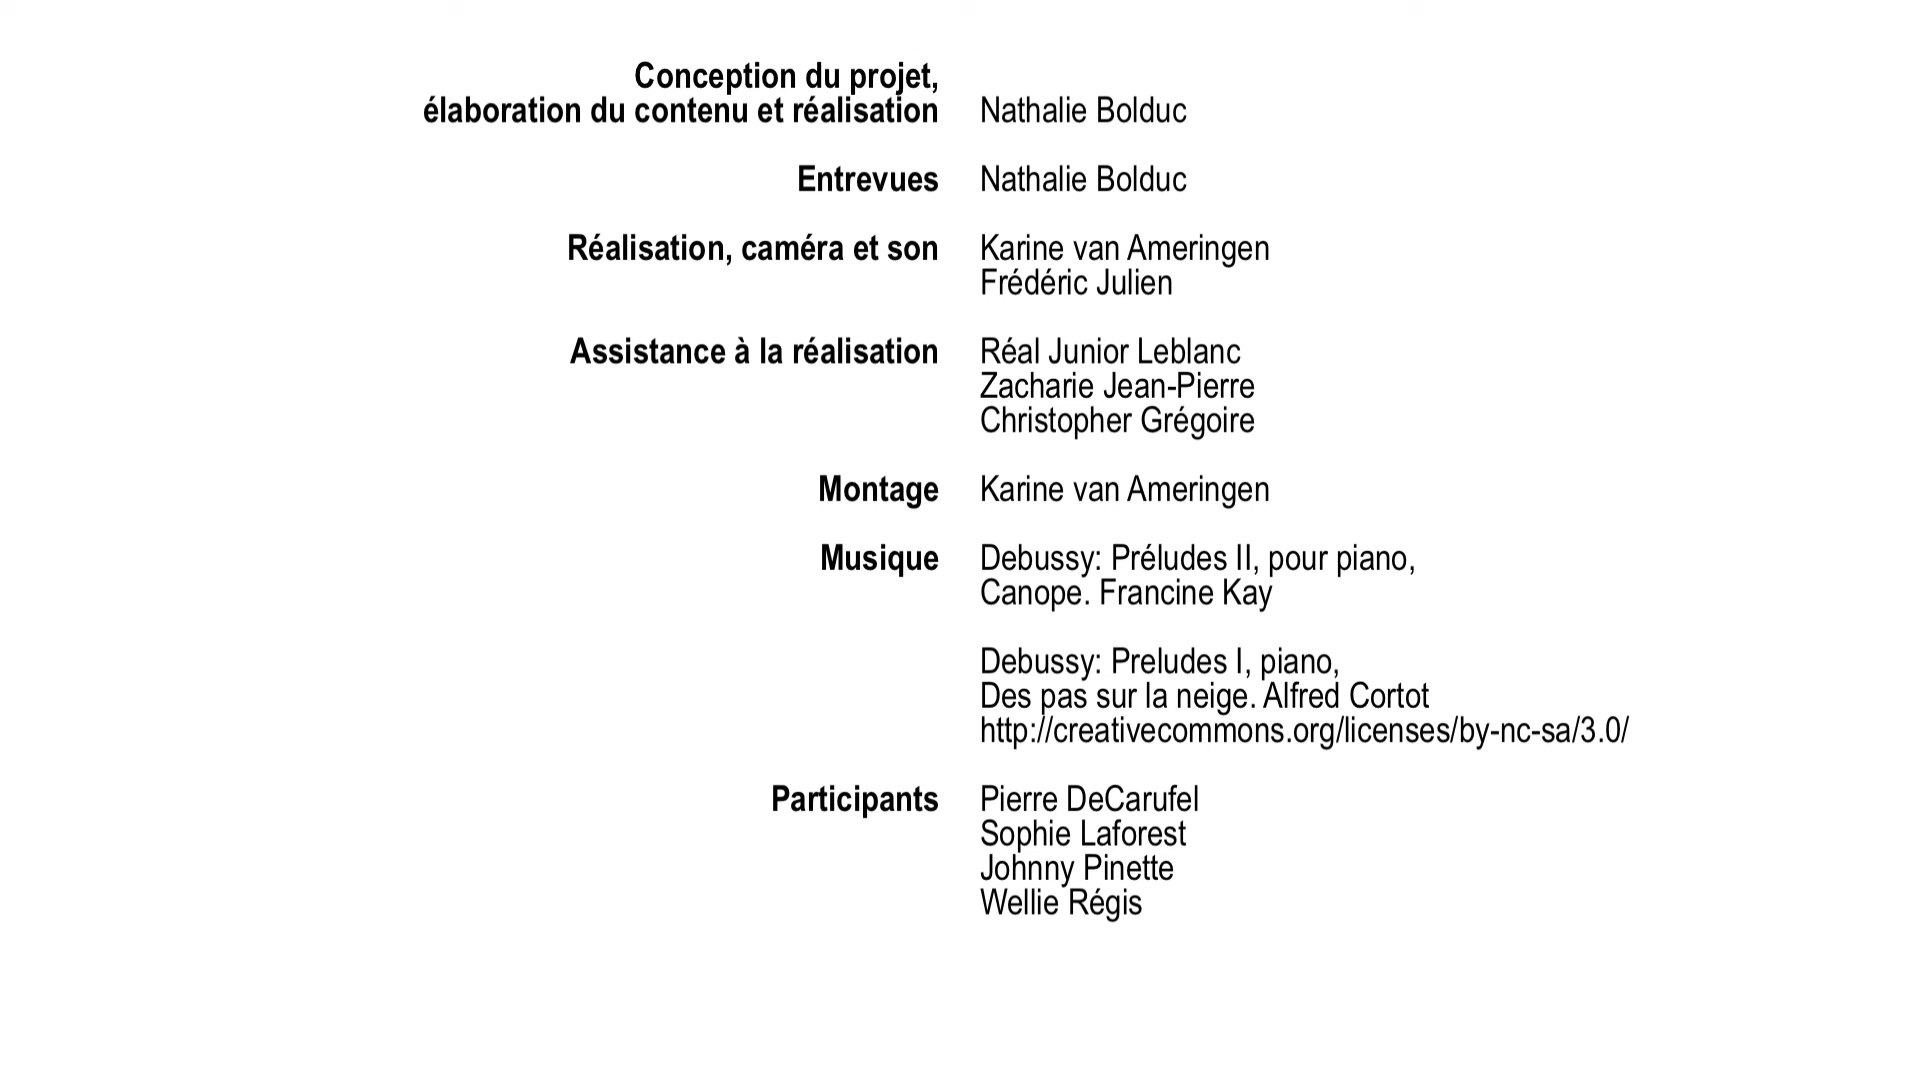 Conception du projet,
élaboration du contenu et réalisation Nathalie Bolduc
Entrevues Nathalie Bolduc
Réalisation, caméra et son Karine van Ameringen
Frédéric Julien
Assistance à la réalisation Réal Junior Leblanc
Zacharie Jean-Pierre
Christopher Grégoire
Montage Karine van Ameringen
Musique Debussy: Préludes II, pour piano,
Canope. Francine Kay
Debussy: Preludes I, piano,
Des pas sur la neige. Alfred Cortot
http://creativecommons.org/licenses/by-nc-sa/3.0/
Participants Pierre DeCarufel
Sophie Laforest
Johnny Pinette
Wellie Régis